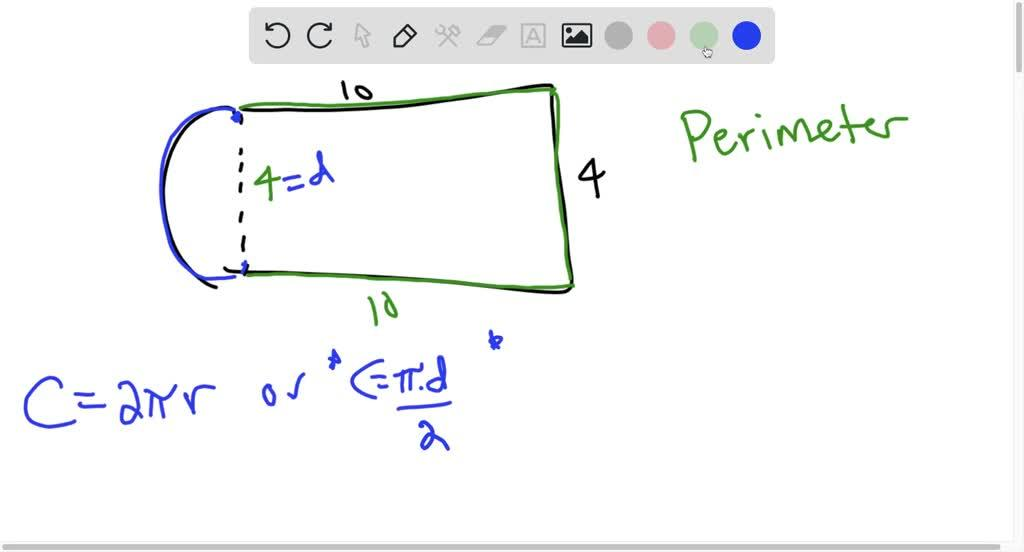 10
Perimeter
4=d
4
10
C=2πr or * C=π.d/2 *